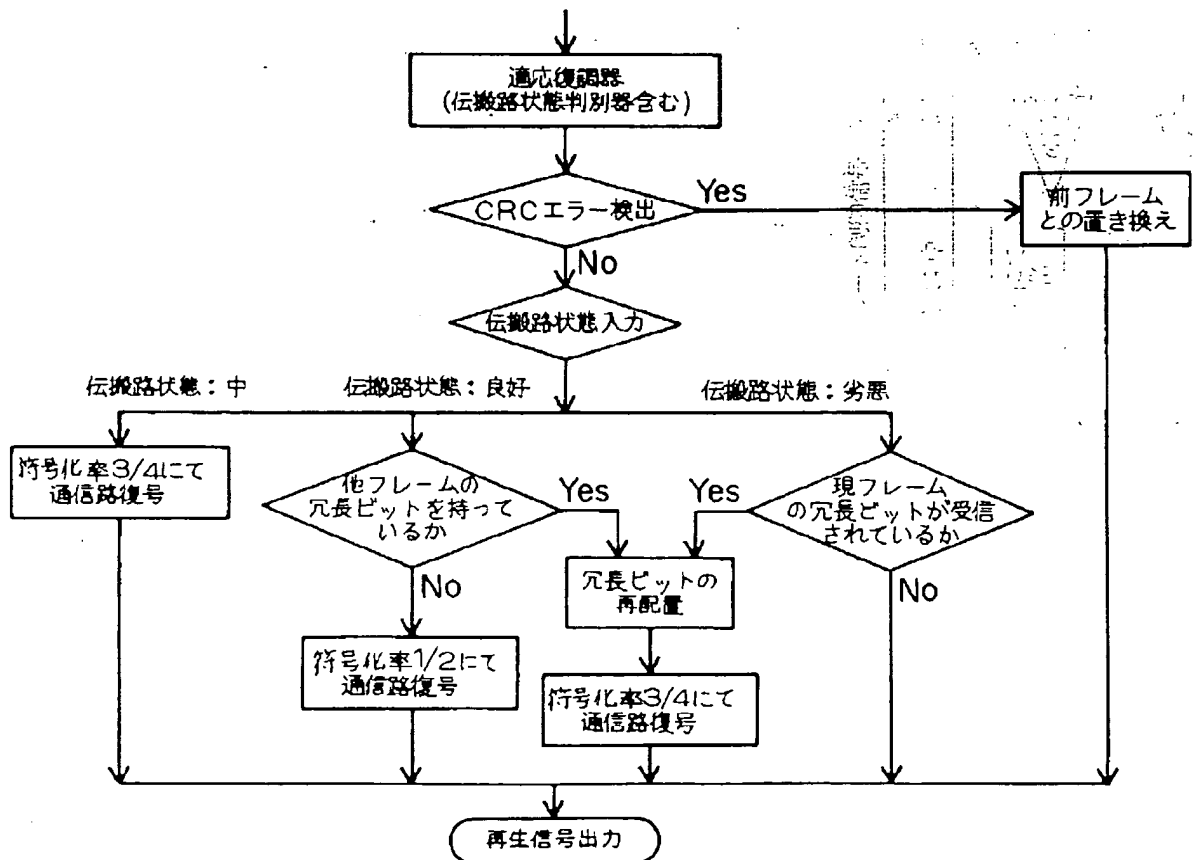 適応復調器
(伝搬路状態判別器含む)
CRCエラー検出
Yes
前フレーム
との置き換え
No
伝搬路状態入力
伝搬路状態：中
伝搬路状態：良好
伝搬路状態：劣悪
符号化率3/4にて
通信路復号
他フレームの
冗長ビットを持って
いるか
Yes
Yes
現フレーム
の冗長ビットが受信
されているか
No
冗長ビットの
再配置
No
符号化率1/2にて
通信路復号
符号化率3/4にて
通信路復号
再生信号出力